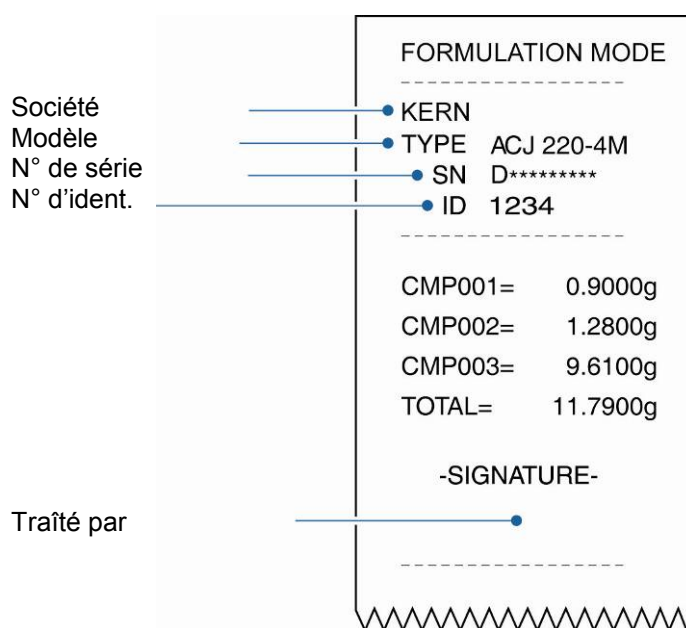 FORMULATION MODE
Société
KERN
Modèle
TYPE ACJ 220-4M
N° de série
SN D*********
N° d’ident.
ID 1234
CMP001= 0.9000g
CMP002= 1.2800g
CMP003= 9.6100g
TOTAL= 11.7900g
-SIGNATURE-
Traîté par